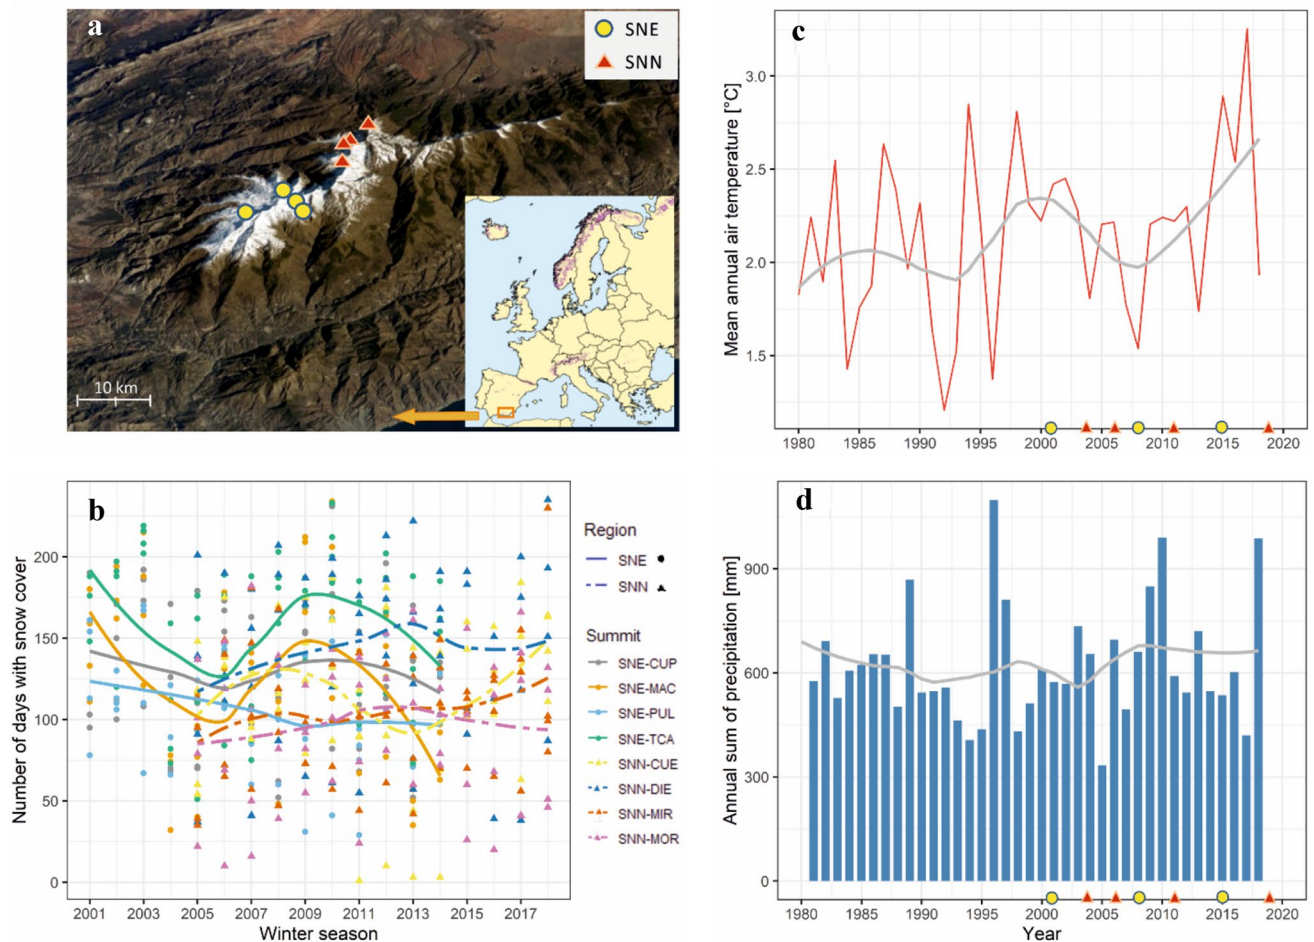 a
SNE
SNN
10 km
c
Mean annual air temperature [°C]
3.0
2.5
2.0
1.5
1980
1985
1990
1995
2000
2005
2010
2015
2020
b
Number of days with snow cover
200
150
100
50
0
2001
2003
2005
2007
2009
2011
2013
2015
2017
Winter season
Region
SNE
SNN
Summit
SNE-CUP
SNE-MAC
SNE-PUL
SNE-TCA
SNN-CUE
SNN-DIE
SNN-MIR
SNN-MOR
d
Annual sum of precipitation [mm]
900
600
300
0
1980
1985
1990
1995
2000
2005
2010
2015
2020
Year